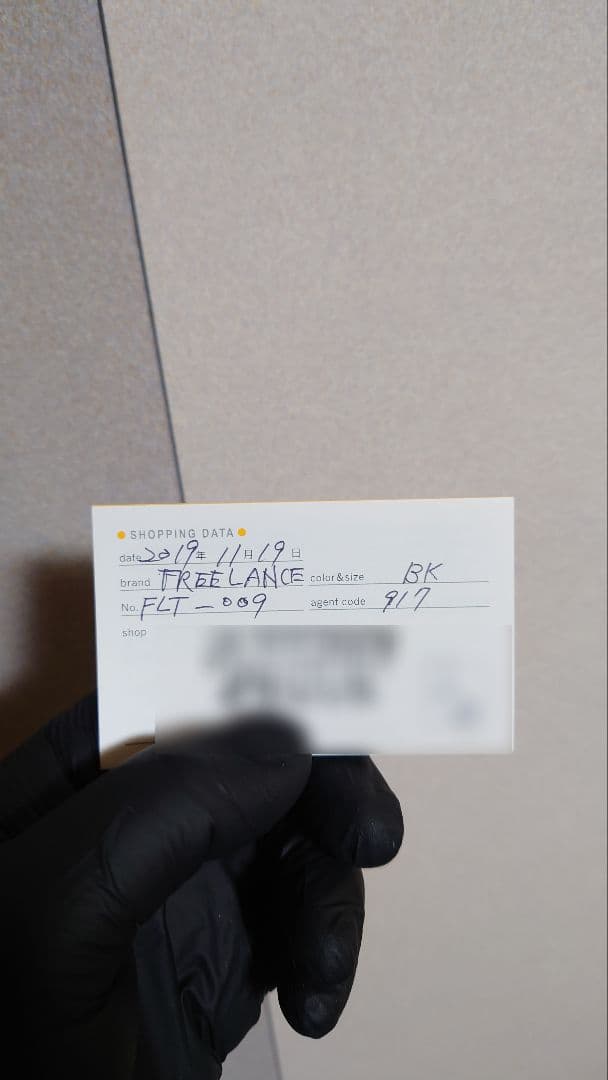 ● SHOPPING DATA ●
date 2019年 11月19日
brand FREELANCE color&size BK
No. FLT-009 agent code 917
shop